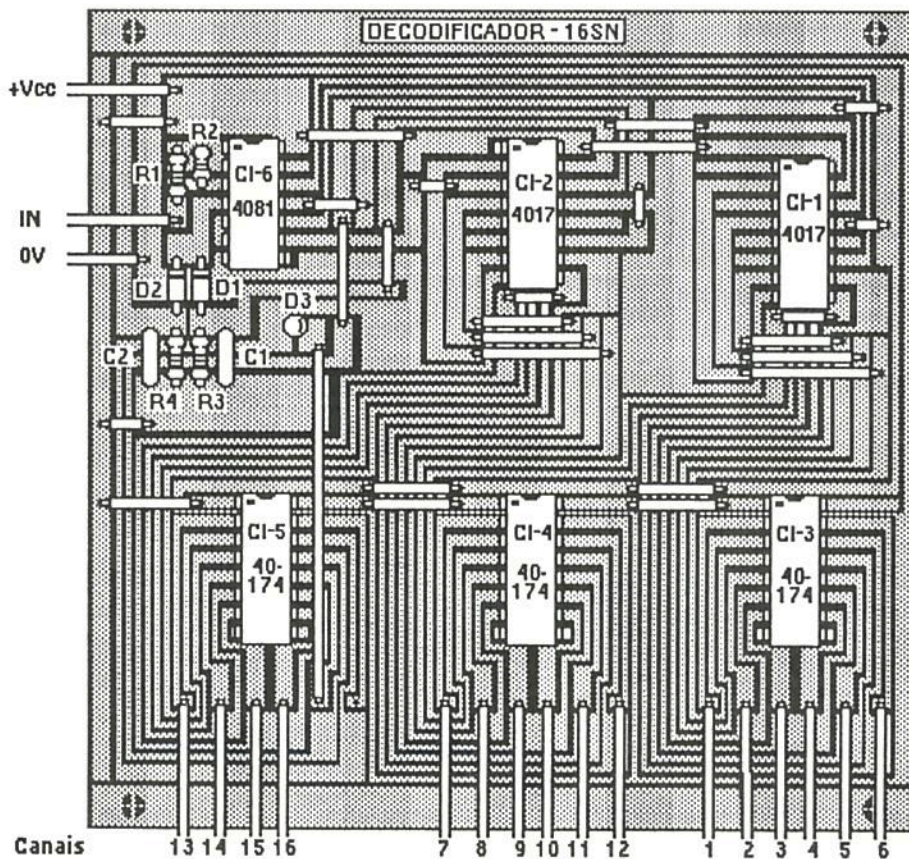 DECODIFICADOR - 16SN
+Vcc
R2
R1
CI-6
4081
CI-2
4017
CI-1
4017
IN
0V
D2
D1
D3
C2
C1
R4
R3
CI-5
40-
174
CI-4
40-
174
CI-3
40-
174
Canais 13 14 15 16 7 8 9 10 11 12 1 2 3 4 5 6